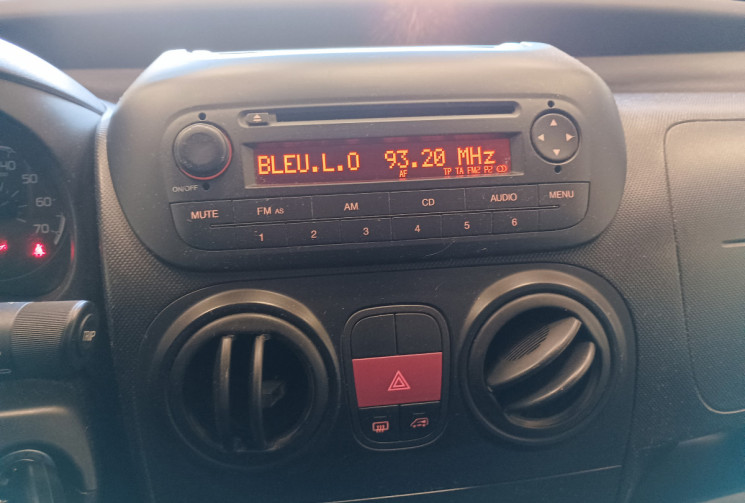 BLEU.L.O 93.20 MHz
AF TP TA FM2 P2 CD
ON/OFF
MUTE FM AS AM CD AUDIO MENU
1 2 3 4 5 6
50
60
70
TRIP